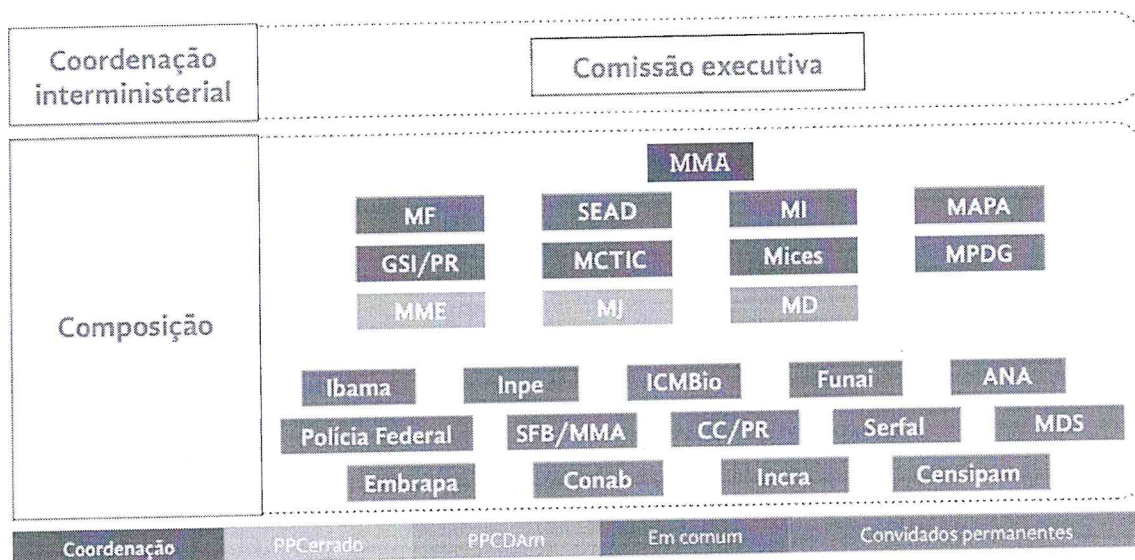 Coordenação
interministerial
Comissão executiva
Composição
MMA
MF SEAD MI MAPA
GSI/PR MCTIC Mices MPDG
MME MJ MD
Ibama Inpe ICMBio Funai ANA
Polícia Federal SFB/MMA CC/PR Serfal MDS
Embrapa Conab Incra Censipam
Coordenação PPCerrado PPCDAm Em comum Convidados permanentes